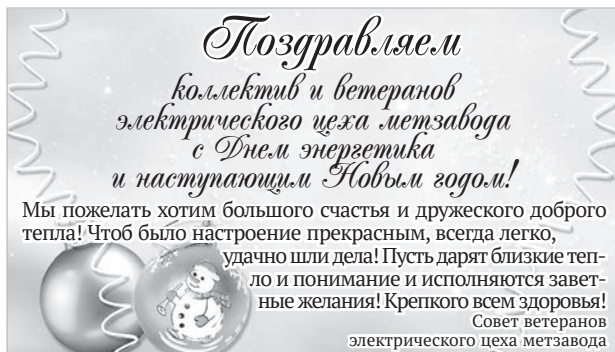 Поздравляем
коллектив и ветеранов
электрического цеха метзавода
с Днем энергетика
и наступающим Новым годом!
Мы пожелать хотим большого счастья и дружеского доброго
тепла! Чтоб было настроение прекрасным, всегда легко,
удачно шли дела! Пусть дарят близкие теп-
ло и понимание и исполняются завет-
ные желания! Крепкого всем здоровья!
Совет ветеранов
электрического цеха метзавода